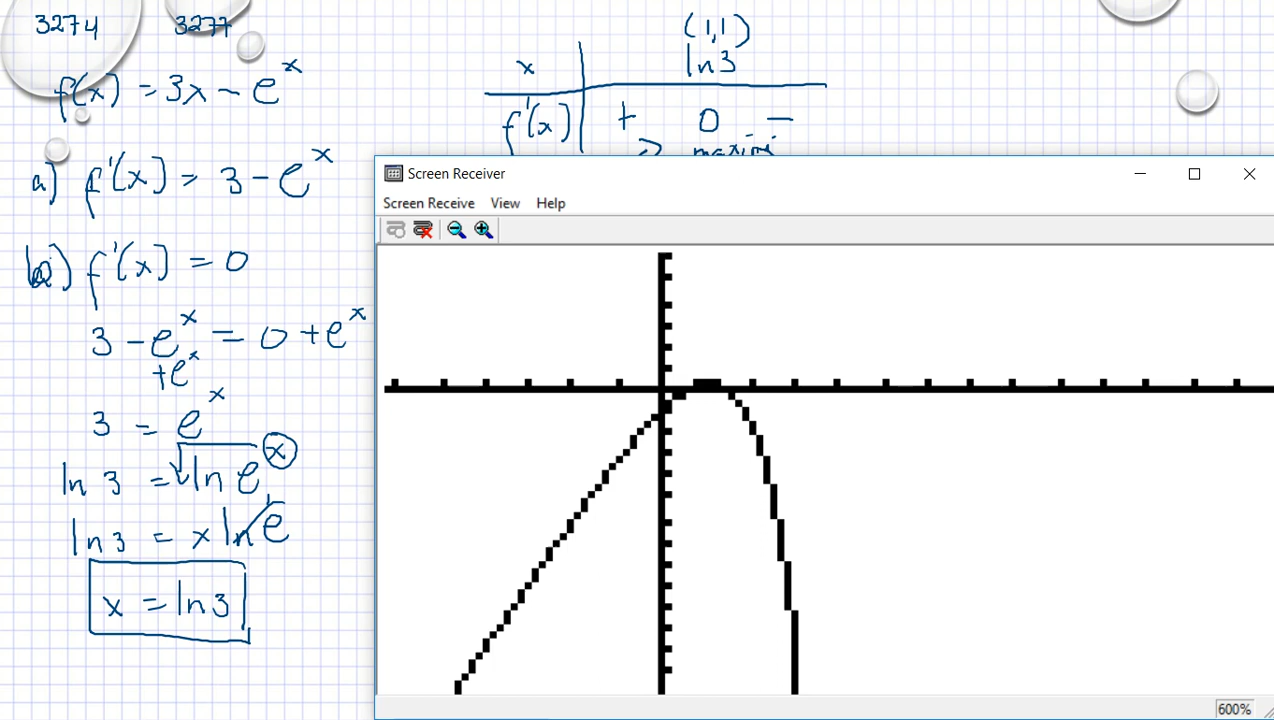 3274 3277
f(x) = 3x - e^x
a) f'(x) = 3 - e^x
b) f'(x) = 0
3 - e^x = 0 + e^x
+e^x
3 = e^x
ln 3 = ln e^x
ln 3 = x ln e
x = ln 3
(1,1)
x ln 3
f'(x) + 0 -
Screen Receiver
Screen Receive View Help
600%